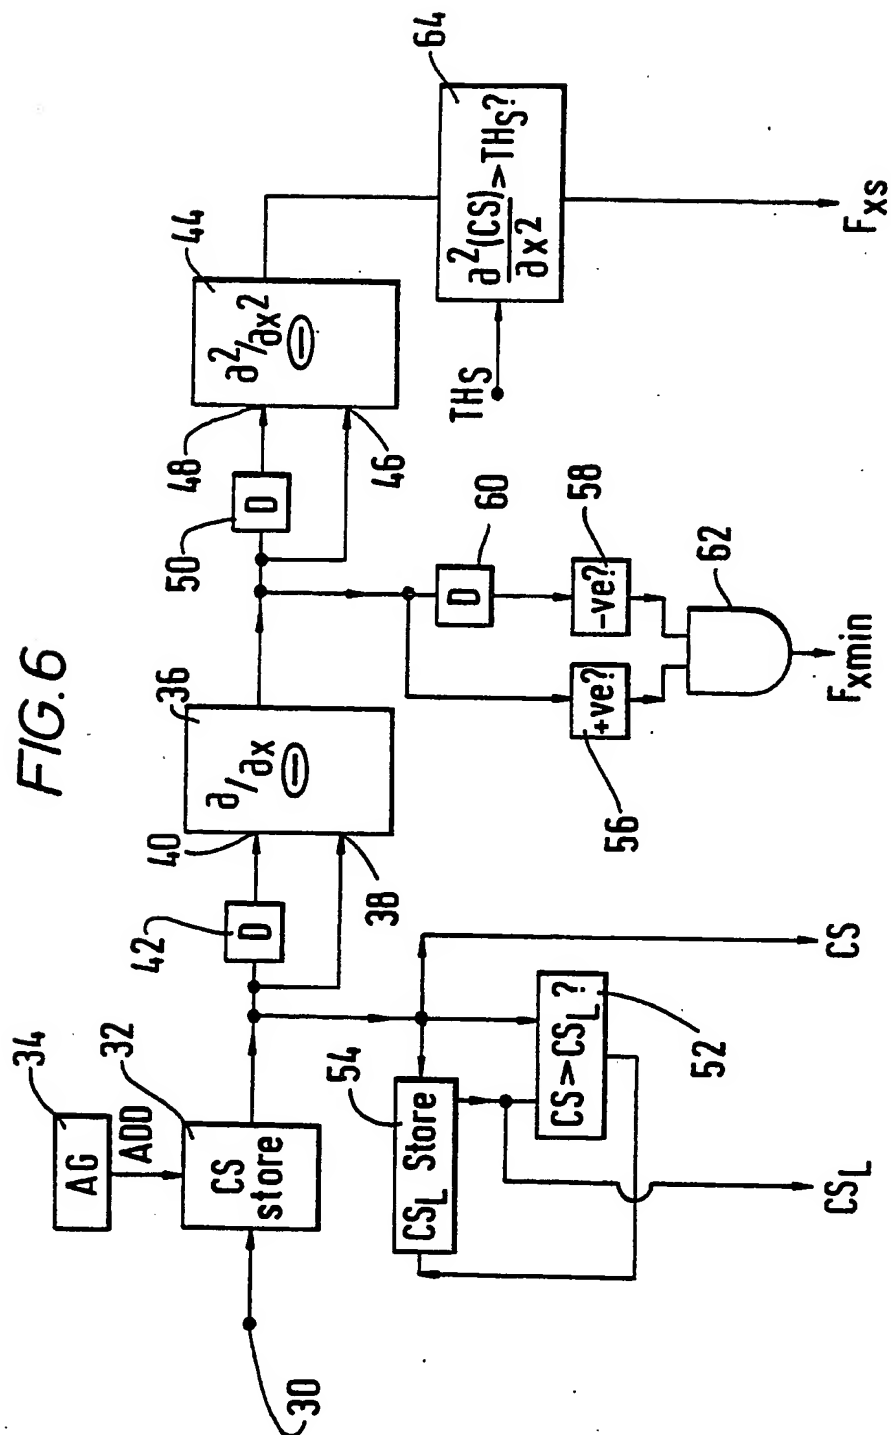 FIG.6
34
AG
ADD
32
CS
store
30
42
D
40
38
36
∂/∂x
⊖
50
D
48
46
44
∂²/∂x²
⊖
64
∂²(CS)/∂x² > THS?
THS
FXS
54
CSL Store
CS > CSL ?
52
CS
CSL
60
D
56
+ve?
58
-ve?
62
FXmin